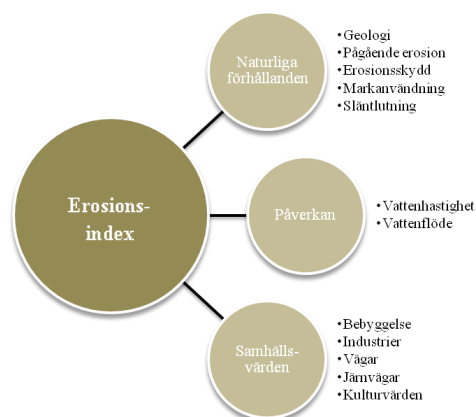 Erosions-
index
Naturliga
förhållanden
•Geologi
•Pågående erosion
•Erosionsskydd
•Markanvändning
•Släntlutning
Påverkan
•Vattenhastighet
•Vattenflöde
Samhälls-
värden
•Bebyggelse
•Industrier
•Vägar
•Järnvägar
•Kulturvärden